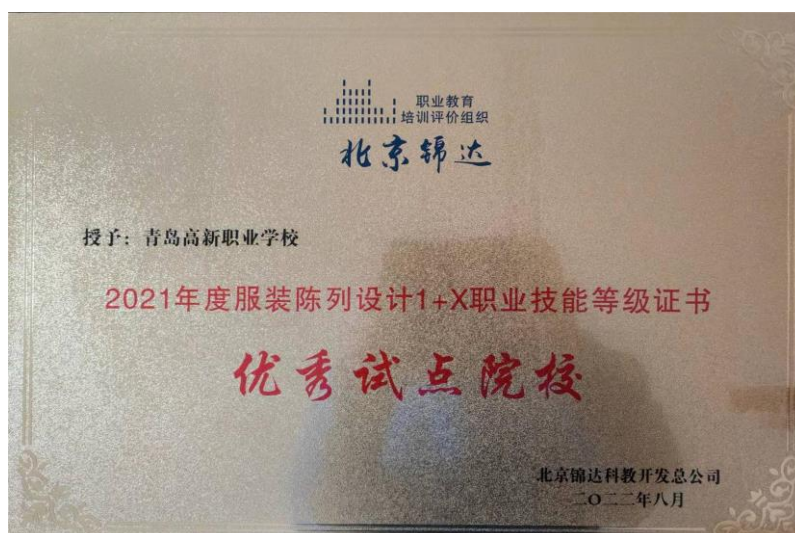 职业教育
培训评价组织
北京锦达
授予：青岛高新职业学校
2021年度服装陈列设计1+X职业技能等级证书
优秀试点院校
北京锦达科教开发总公司
二〇二二年八月